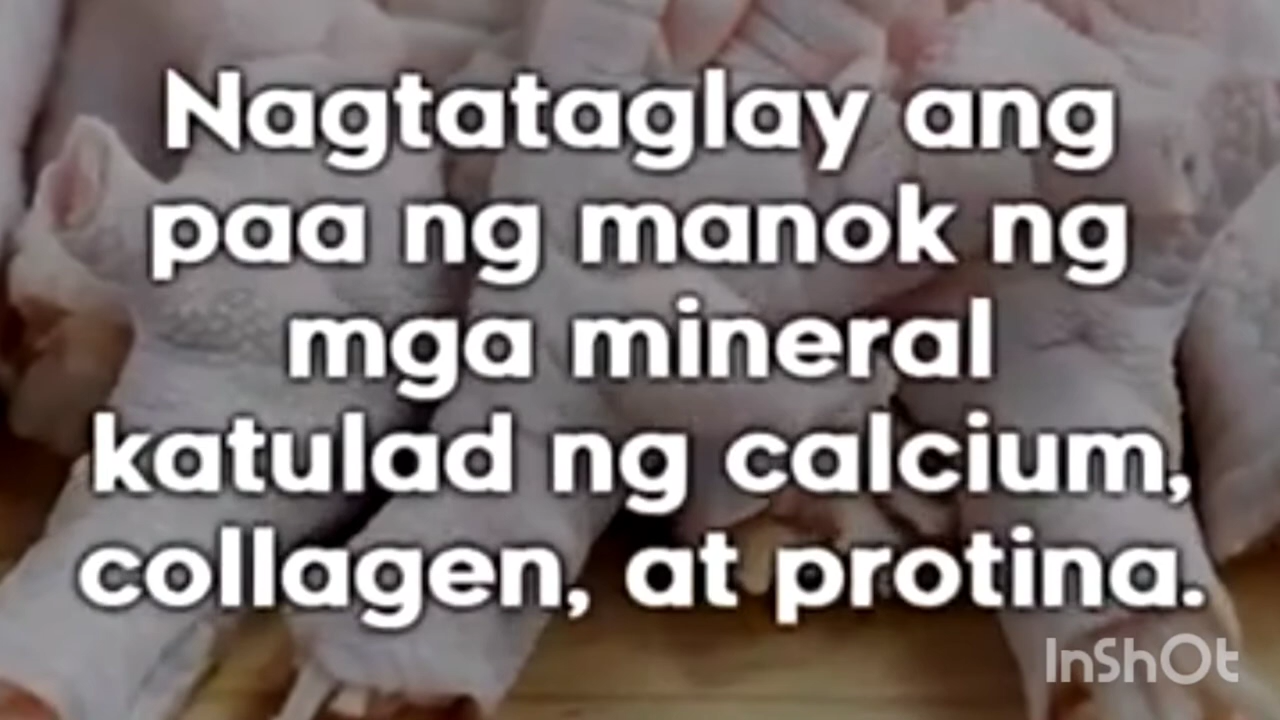 Nagtataglay ang
paa ng manok ng
mga mineral
katulad ng calcium,
collagen, at protina.
InShOt